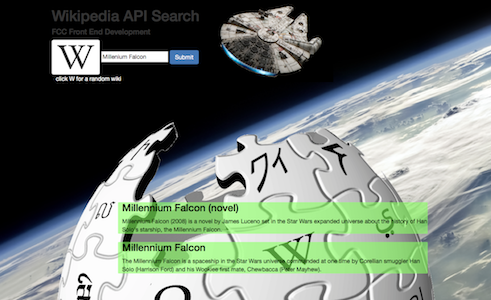 Wikipedia API Search
FCC Front End Development
W
Millennium Falcon
Submit
click W for a random wiki
ウィ
W
Millennium Falcon (novel)
Millennium Falcon (2008) is a novel by James Luceno set in the Star Wars expanded universe about the history of Han
Solo's starship, the Millennium Falcon.
Millennium Falcon
The Millennium Falcon is a spaceship in the Star Wars universe commanded at one time by Corellian smuggler Han
Solo (Harrison Ford) and his Wookiee first mate, Chewbacca (Peter Mayhew).